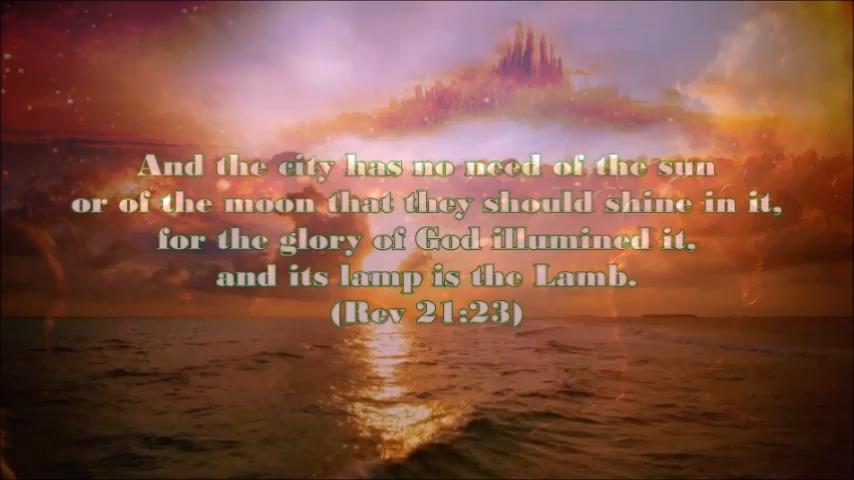 And the city has no need of the sun
or of the moon that they should shine in it,
for the glory of God illumined it,
and its lamp is the Lamb.
(Rev 21:23)